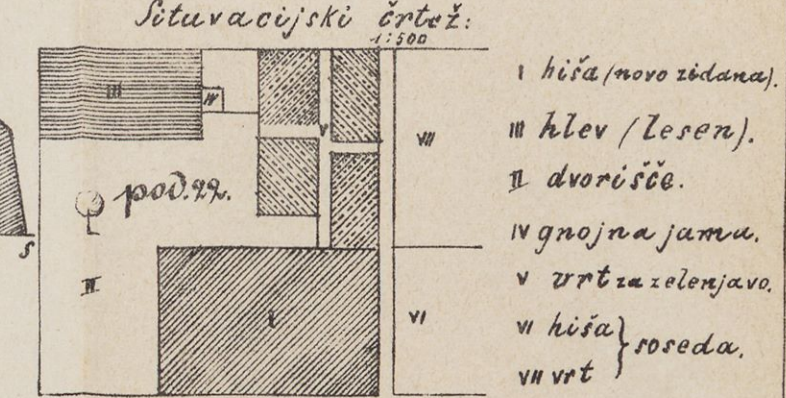 Situvacijski črtež:
1:500
III
IV
V
VII
pod. 22.
II
S
I
VI
I hiša (novo zidana).
III hlev (lesen).
II dvorišče.
IV gnojna jama.
V vrt za zelenjavo.
VI hiša } soseda.
VII vrt